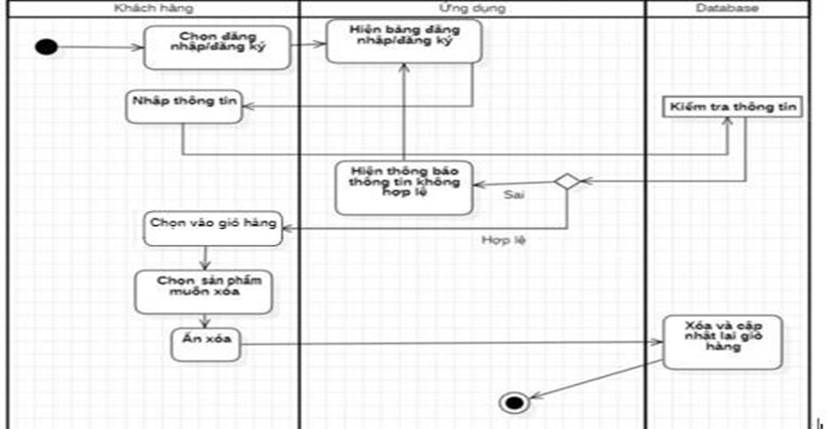 Khách hàng
Ứng dụng
Database
Chọn đăng
nhập/đăng ký
Hiện bảng đăng
nhập/đăng ký
Nhập thông tin
Kiểm tra thông tin
Hiện thông báo
thông tin không
hợp lệ
Sai
Chọn vào giỏ hàng
Hợp lệ
Chọn sản phẩm
muốn xóa
Ấn xóa
Xóa và cập
nhật lại giỏ
hàng